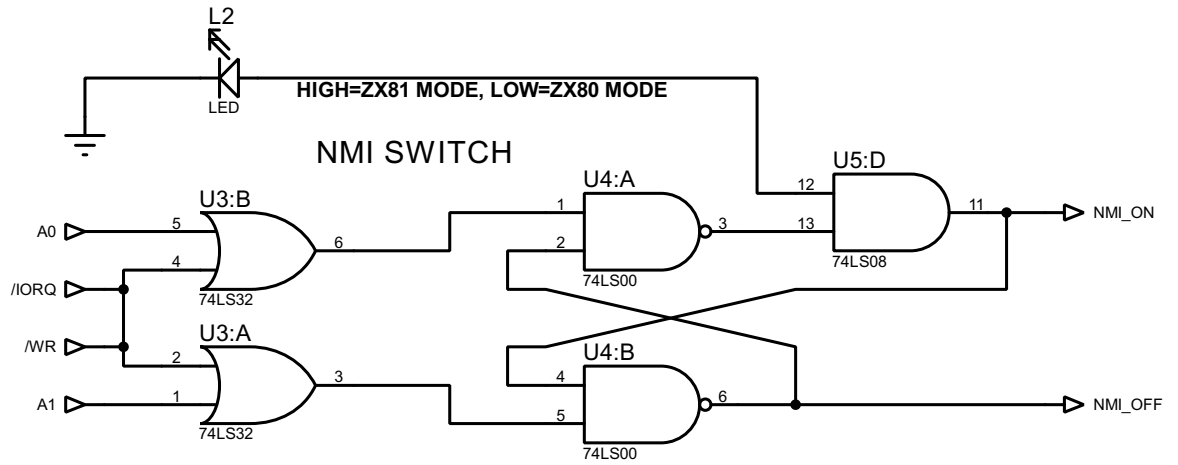 L2
LED
HIGH=ZX81 MODE, LOW=ZX80 MODE
NMI SWITCH
U5:D
12
13
11
74LS08
NMI_ON
U4:A
1
2
3
74LS00
U3:B
A0
5
4
6
/IORQ
74LS32
/WR
U3:A
2
1
3
A1
74LS32
U4:B
4
5
6
74LS00
NMI_OFF